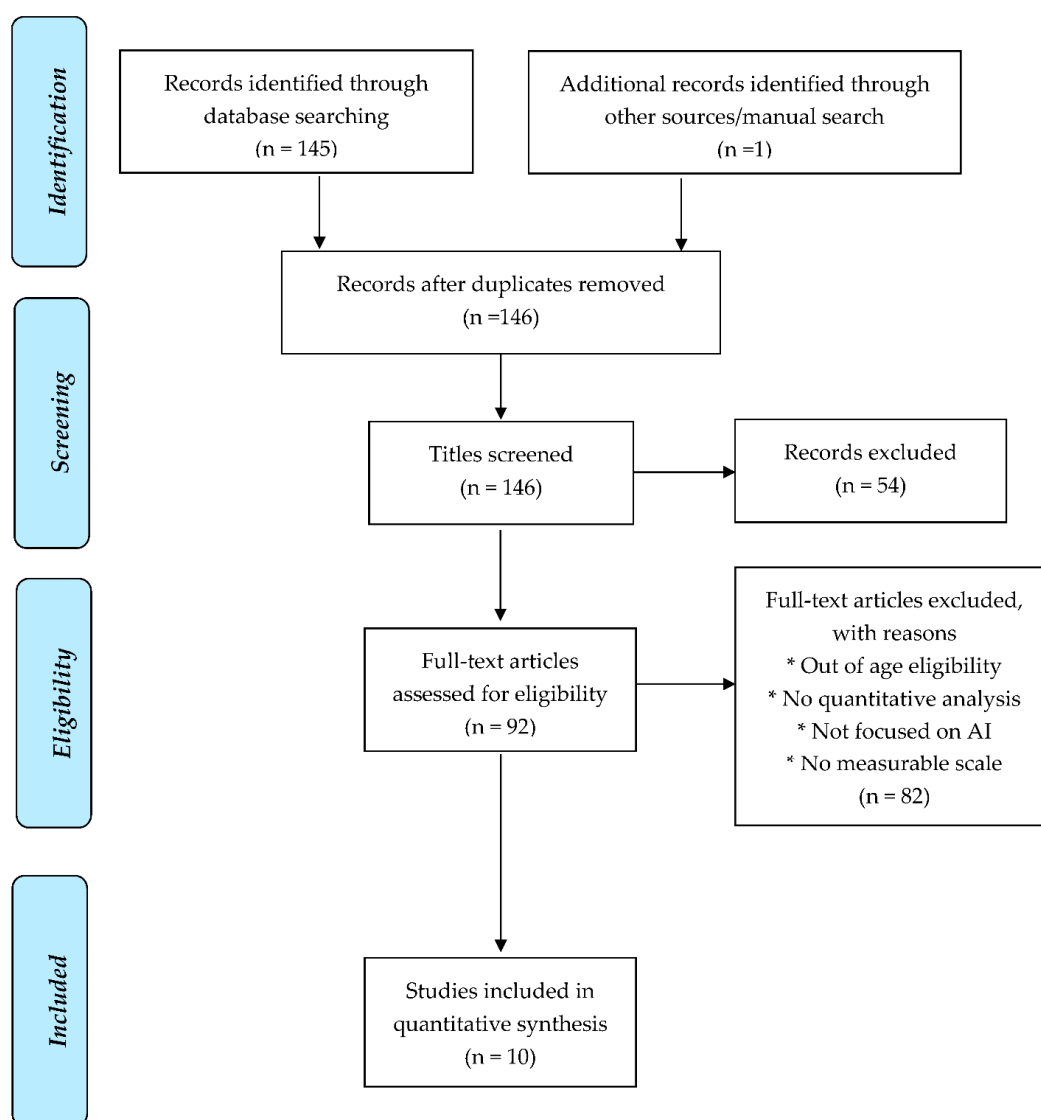 Identification
Records identified through
database searching
(n = 145)
Additional records identified through
other sources/manual search
(n =1)
Records after duplicates removed
(n =146)
Screening
Titles screened
(n = 146)
Records excluded
(n = 54)
Eligibility
Full-text articles
assessed for eligibility
(n = 92)
Full-text articles excluded,
with reasons
* Out of age eligibility
* No quantitative analysis
* Not focused on AI
* No measurable scale
(n = 82)
Included
Studies included in
quantitative synthesis
(n = 10)